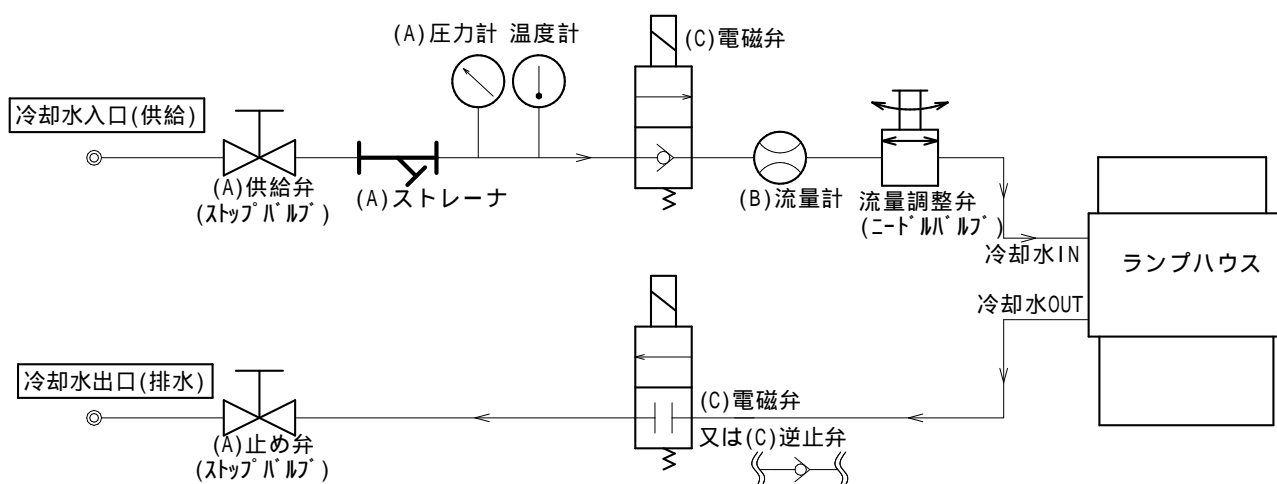 (A)圧力計 温度計
(C)電磁弁
冷却水入口(供給)
(A)供給弁
(ストップバルブ)
(A)ストレーナ
(B)流量計
流量調整弁
(ニードルバルブ)
冷却水IN
ランプハウス
冷却水OUT
冷却水出口(排水)
(A)止め弁
(ストップバルブ)
(C)電磁弁
又は(C)逆止弁